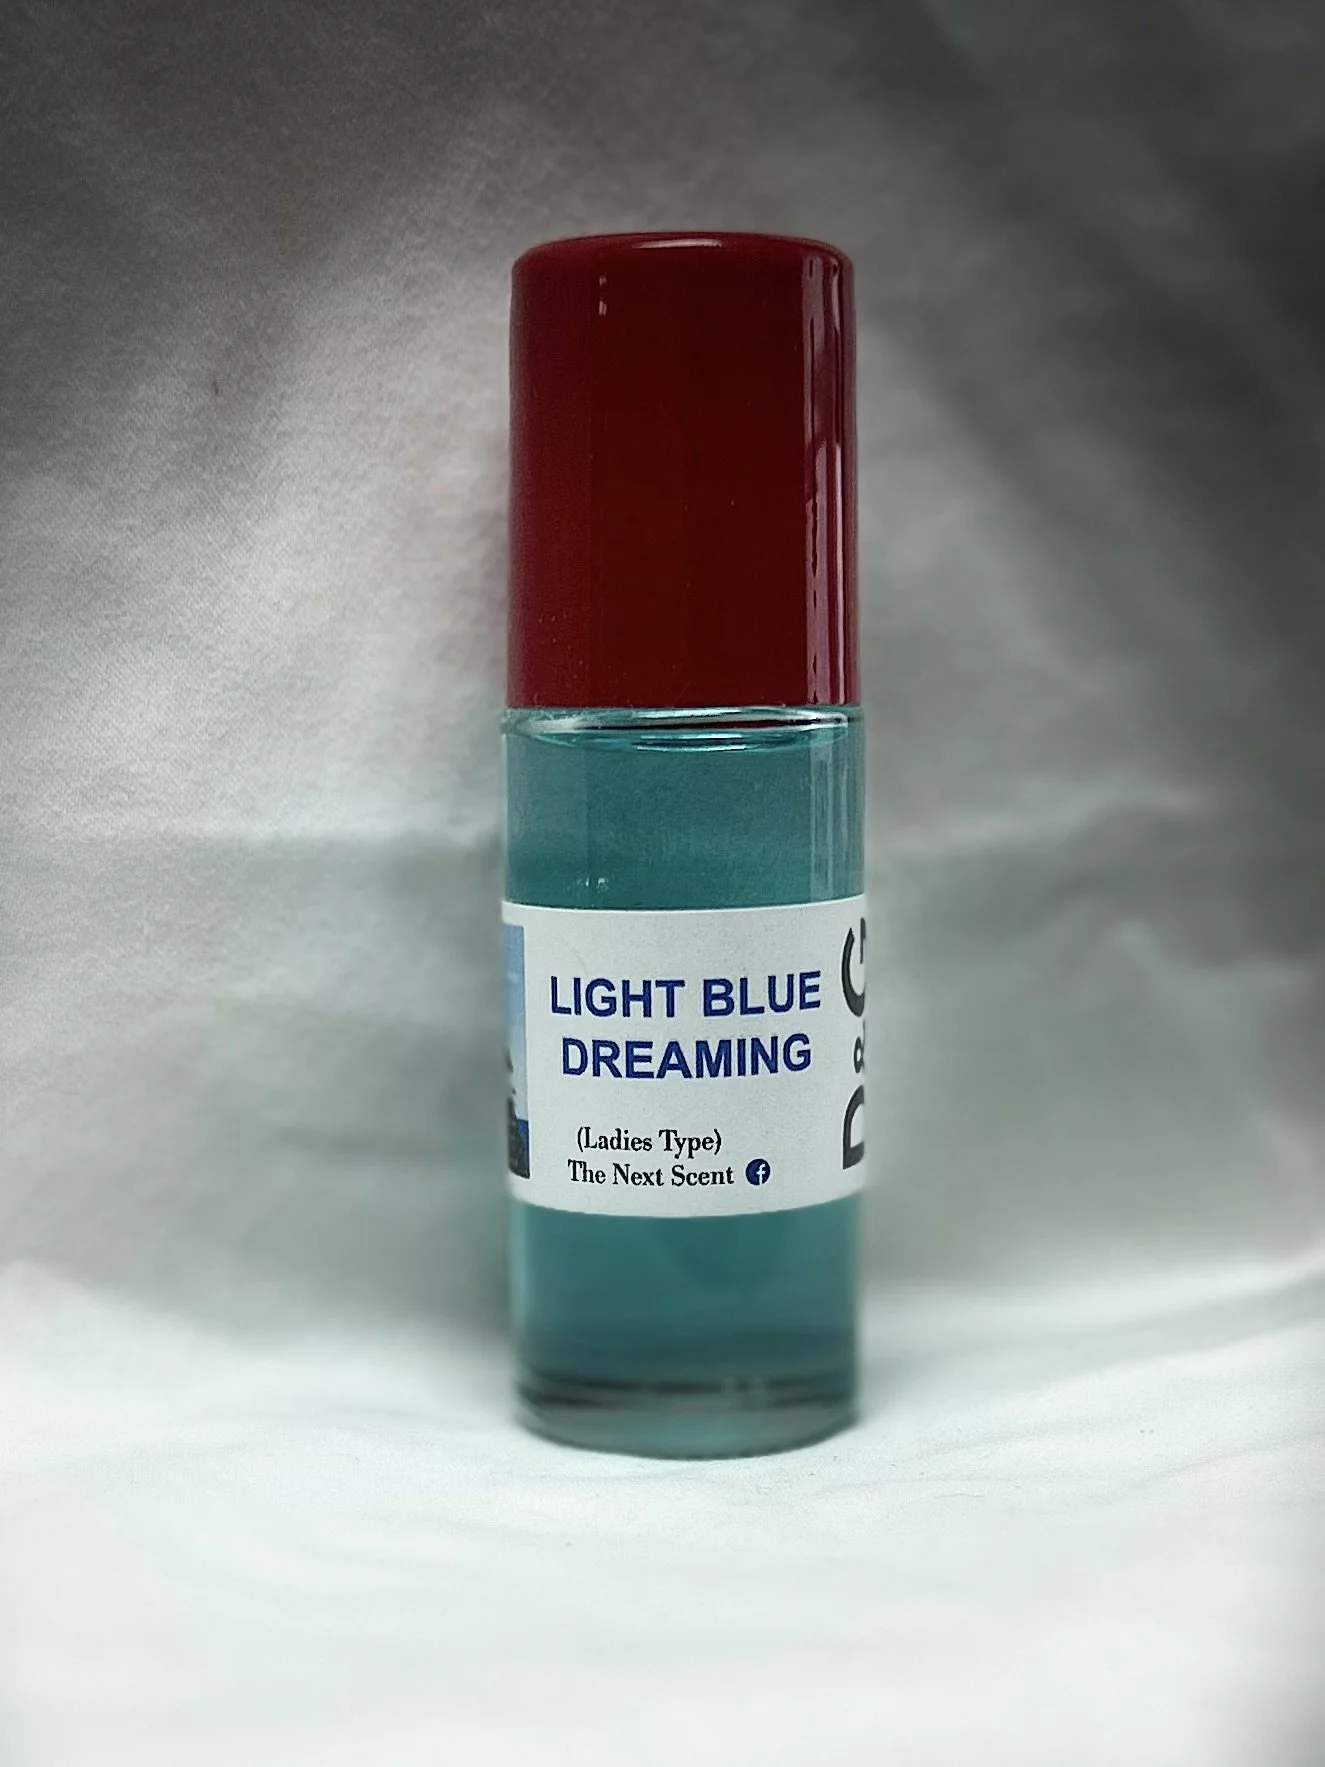 LIGHT BLUE
DREAMING
(Ladies Type)
The Next Scent
D&G